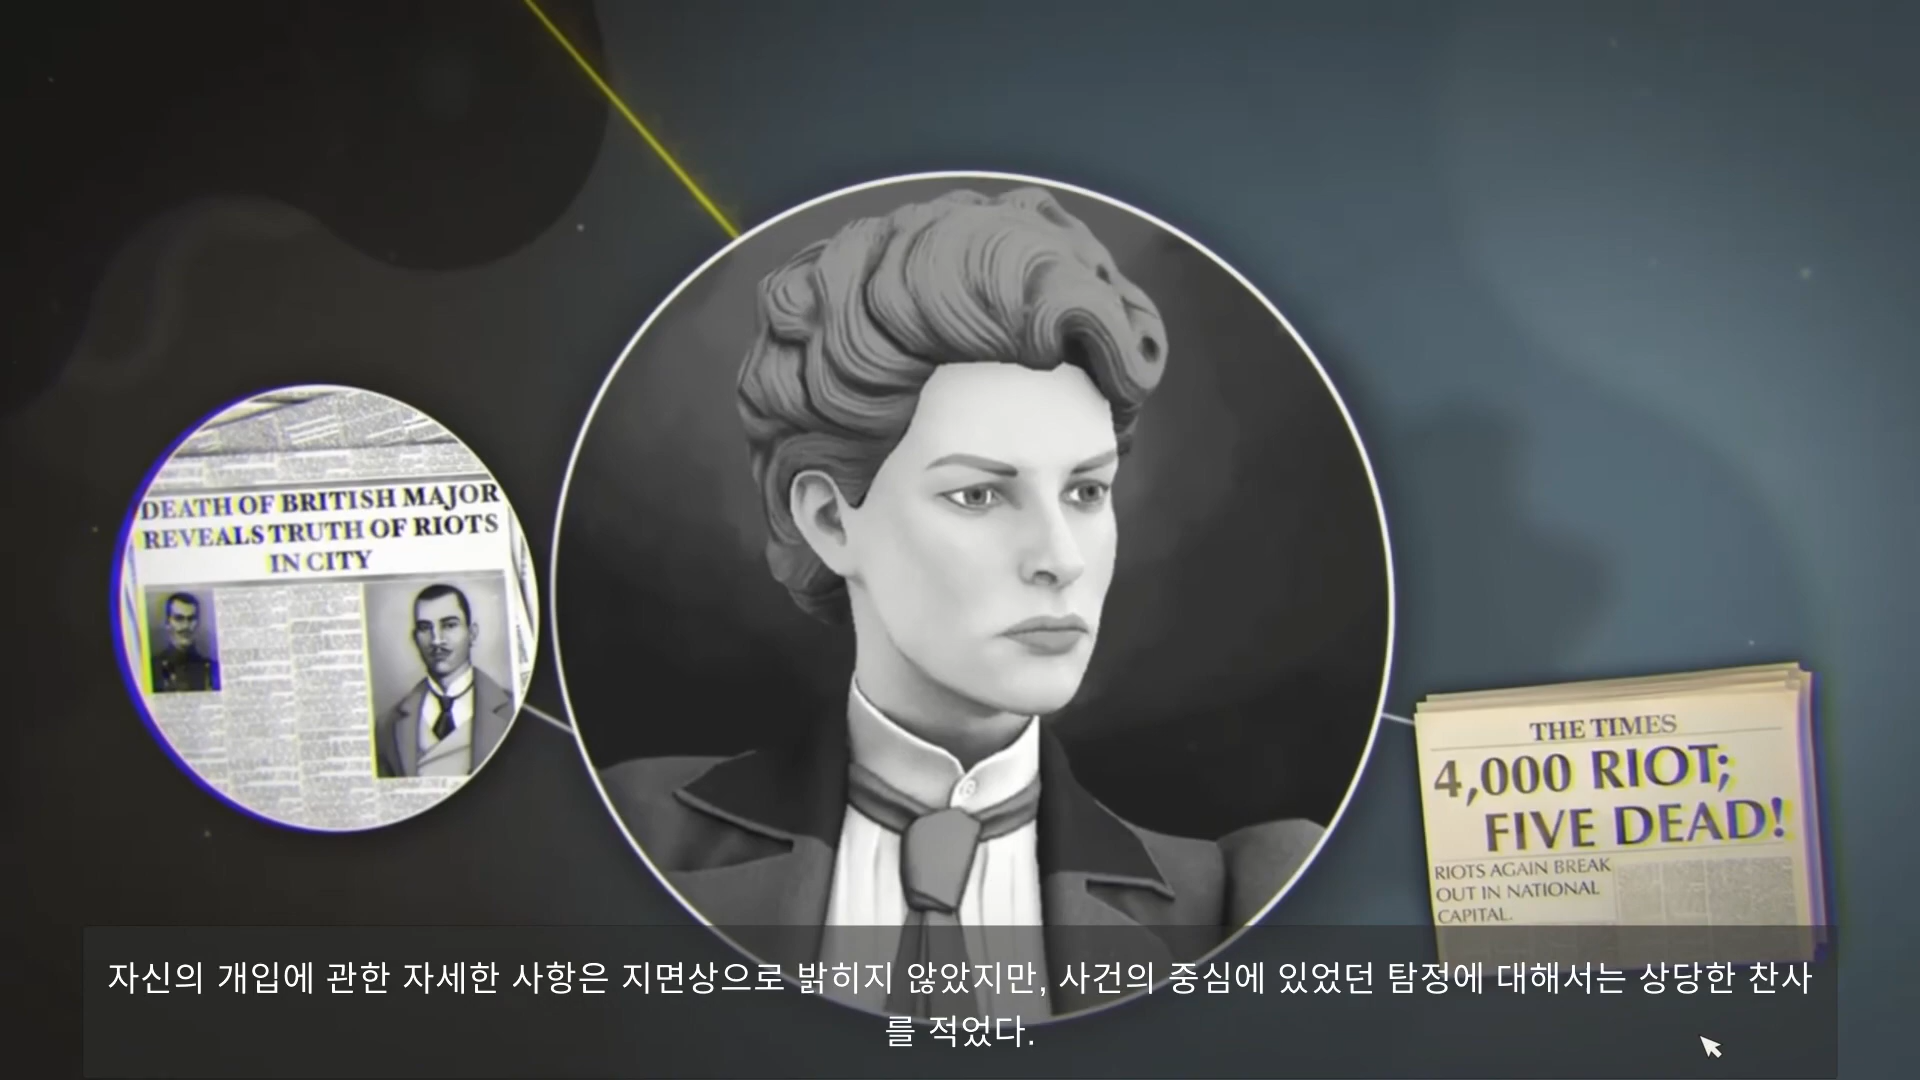 DEATH OF BRITISH MAJOR
REVEALS TRUTH OF RIOTS
IN CITY
THE TIMES
4,000 RIOT;
FIVE DEAD!
RIOTS AGAIN BREAK
OUT IN NATIONAL
CAPITAL.
자신의 개입에 관한 자세한 사항은 지면상으로 밝히지 않았지만, 사건의 중심에 있었던 탐정에 대해서는 상당한 찬사
를 적었다.